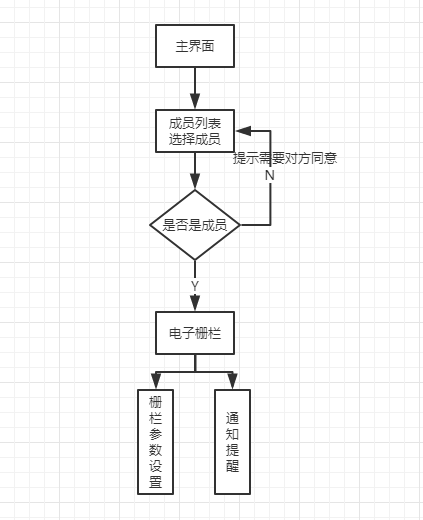 主界面
成员列表
选择成员
提示需要对方同意
N
是否是成员
Y
电子栅栏
栅栏参数设置
通知提醒